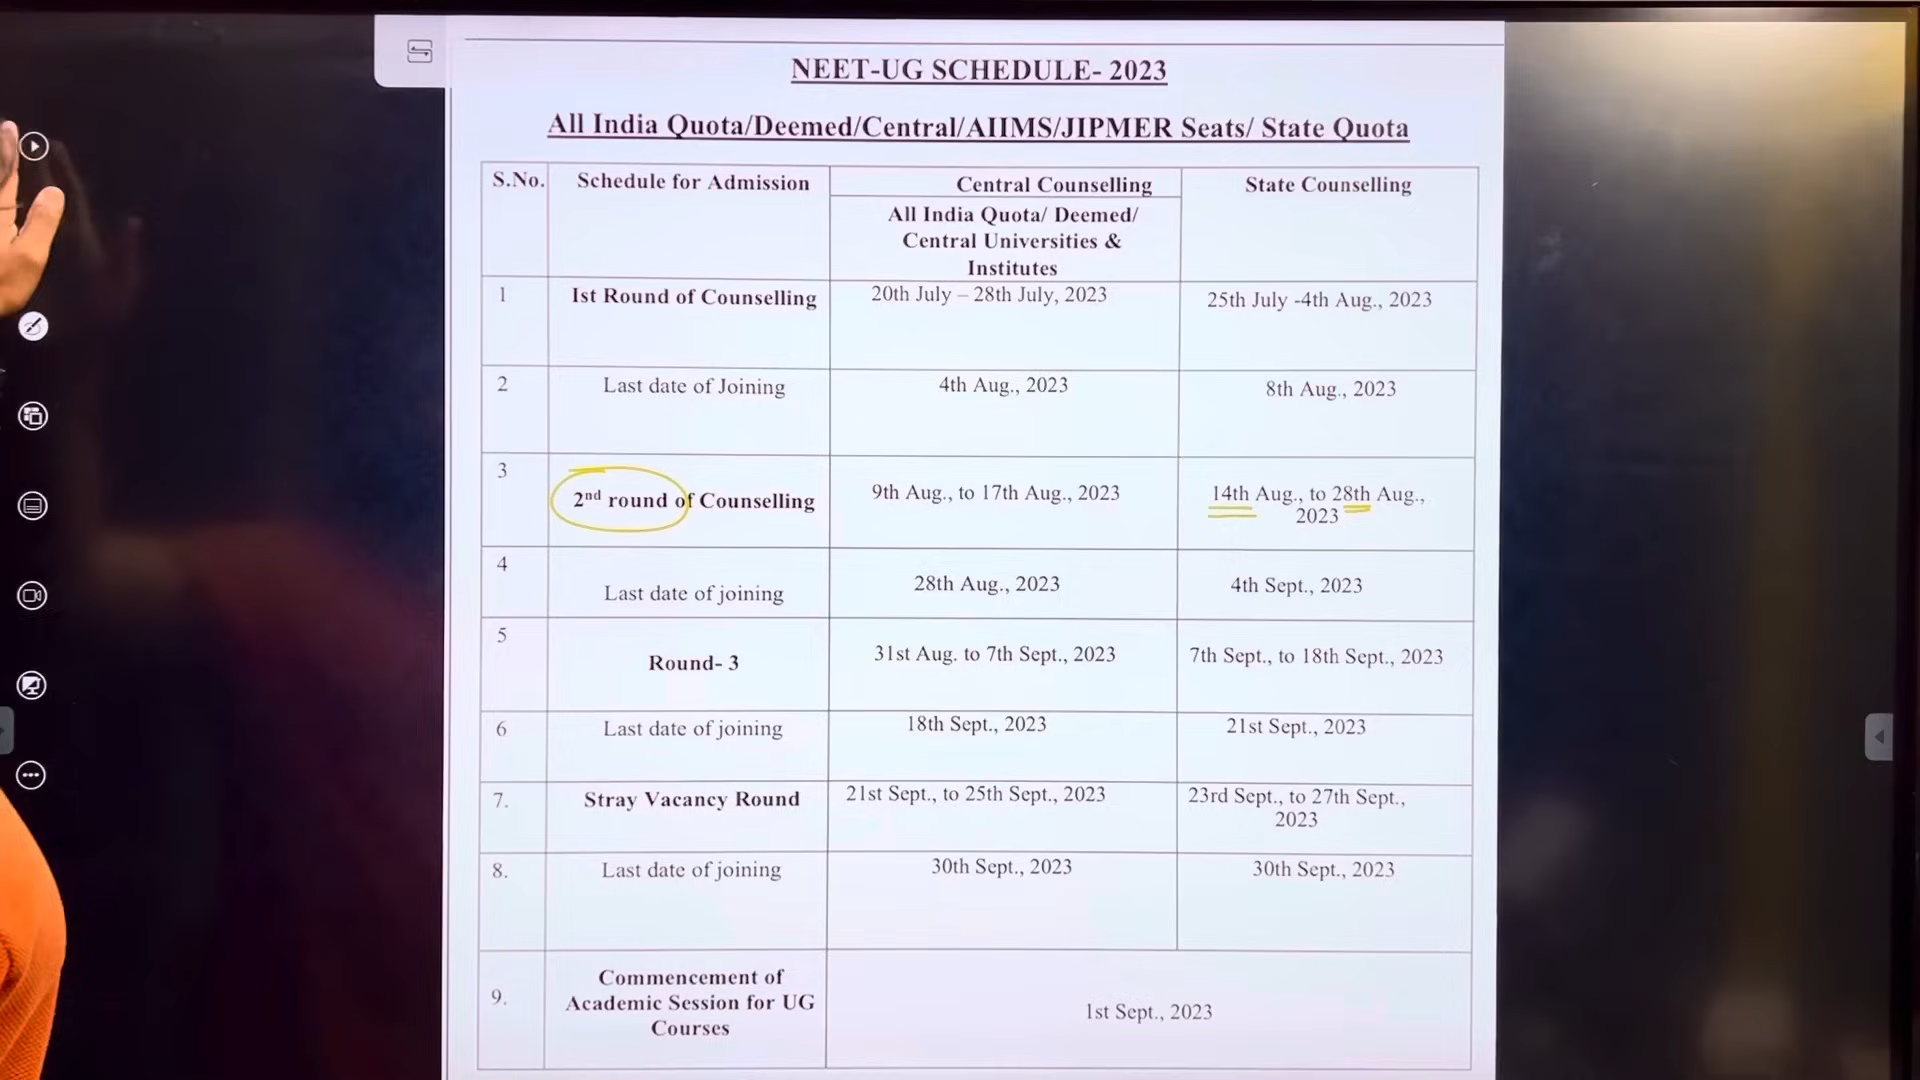 NEET-UG SCHEDULE- 2023
All India Quota/Deemed/Central/AIIMS/JIPMER Seats/ State Quota
S.No. Schedule for Admission Central Counselling State Counselling
All India Quota/ Deemed/
Central Universities &
Institutes
1 Ist Round of Counselling 20th July – 28th July, 2023 25th July -4th Aug., 2023
2 Last date of Joining 4th Aug., 2023 8th Aug., 2023
3 2nd round of Counselling 9th Aug., to 17th Aug., 2023 14th Aug., to 28th Aug.,
2023
4 Last date of joining 28th Aug., 2023 4th Sept., 2023
5 Round- 3 31st Aug. to 7th Sept., 2023 7th Sept., to 18th Sept., 2023
6 Last date of joining 18th Sept., 2023 21st Sept., 2023
7. Stray Vacancy Round 21st Sept., to 25th Sept., 2023 23rd Sept., to 27th Sept.,
2023
8. Last date of joining 30th Sept., 2023 30th Sept., 2023
9. Commencement of
Academic Session for UG
Courses
1st Sept., 2023